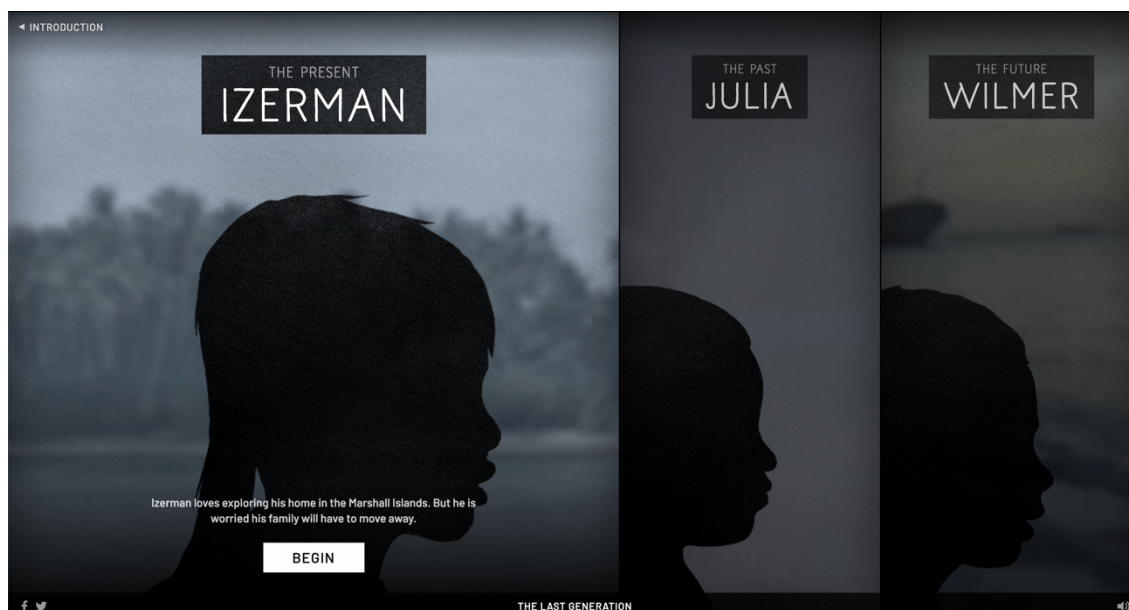 ◄ INTRODUCTION
THE PRESENT
IZERMAN
Izerman loves exploring his home in the Marshall Islands. But he is
worried his family will have to move away.
BEGIN
THE PAST
JULIA
THE FUTURE
WILMER
THE LAST GENERATION